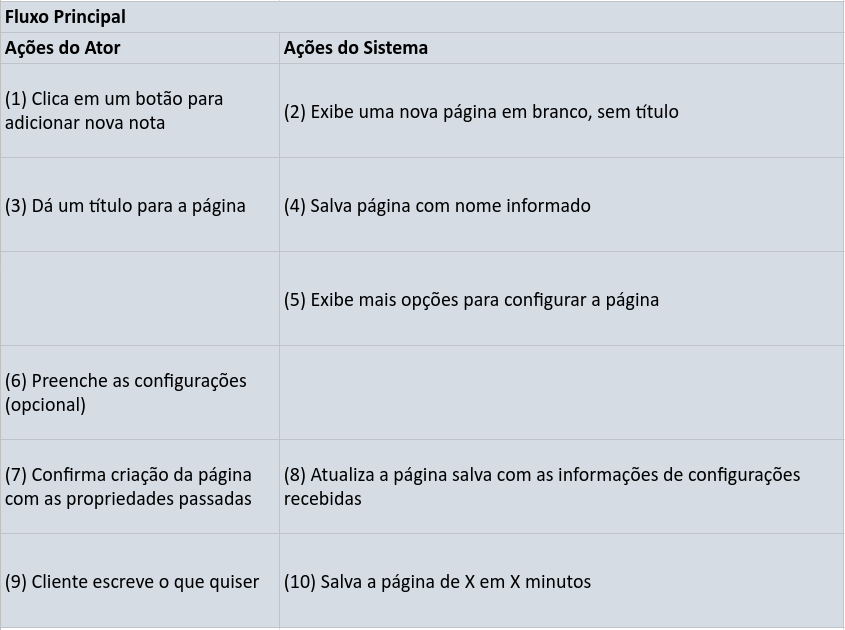 Fluxo Principal
Ações do Ator
Ações do Sistema
(1) Clica em um botão para
adicionar nova nota
(2) Exibe uma nova página em branco, sem título
(3) Dá um título para a página
(4) Salva página com nome informado
(5) Exibe mais opções para configurar a página
(6) Preenche as configurações
(opcional)
(7) Confirma criação da página
com as propriedades passadas
(8) Atualiza a página salva com as informações de configurações
recebidas
(9) Cliente escreve o que quiser
(10) Salva a página de X em X minutos